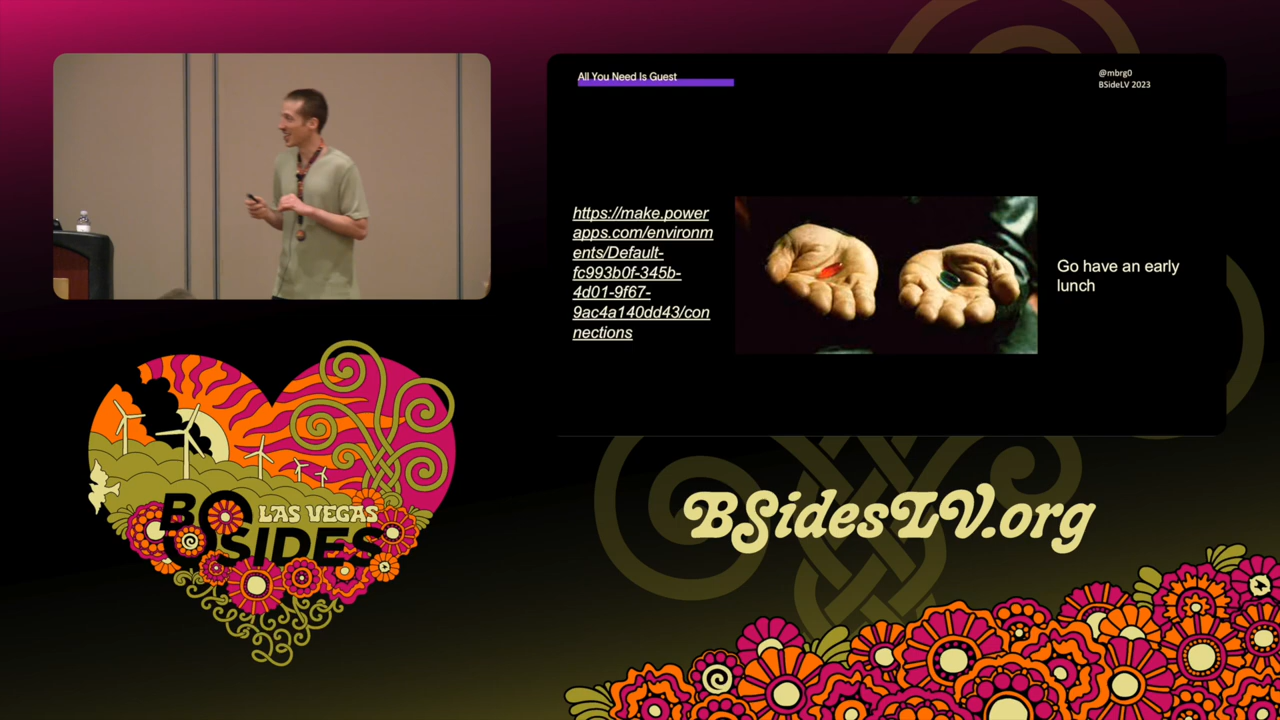 All You Need Is Guest
@mbrg0
BSideLV 2023
https://make.power
apps.com/environm
ents/Default-
fc993b0f-345b-
4d01-9f67-
9ac4a140dd43/con
nections
Go have an early
lunch
BSIDES
LAS VEGAS
BSidesLV.org